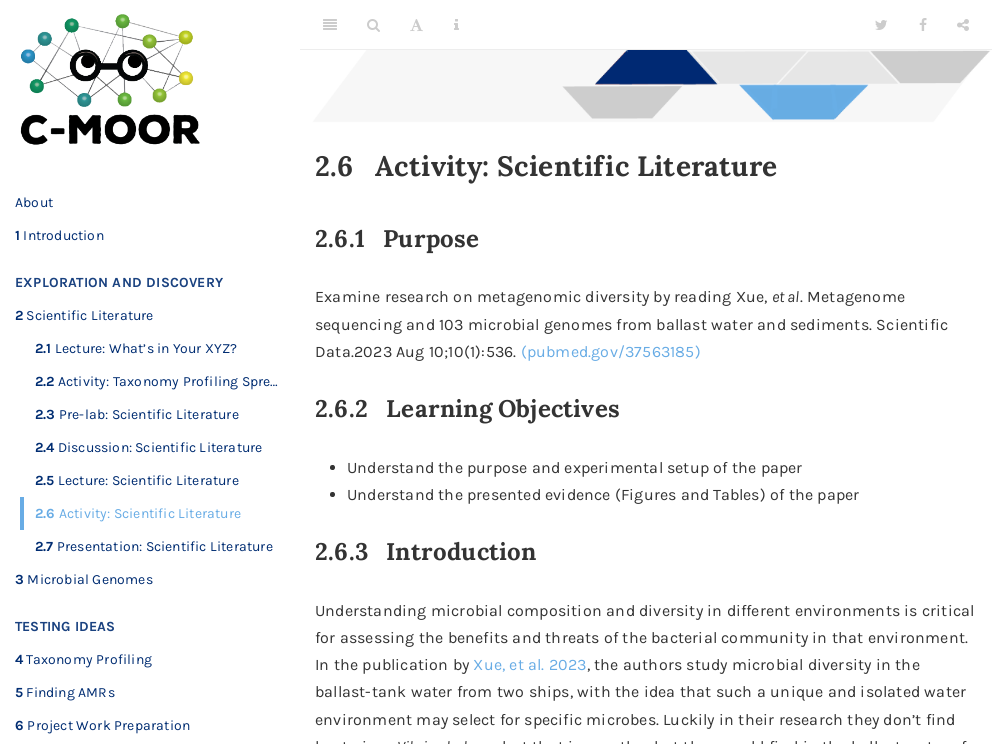 C-MOOR
About
1 Introduction
EXPLORATION AND DISCOVERY
2 Scientific Literature
2.1 Lecture: What's in Your XYZ?
2.2 Activity: Taxonomy Profiling Spre…
2.3 Pre-lab: Scientific Literature
2.4 Discussion: Scientific Literature
2.5 Lecture: Scientific Literature
2.6 Activity: Scientific Literature
2.7 Presentation: Scientific Literature
3 Microbial Genomes
TESTING IDEAS
4 Taxonomy Profiling
5 Finding AMRs
6 Project Work Preparation
2.6 Activity: Scientific Literature
2.6.1 Purpose
Examine research on metagenomic diversity by reading Xue, et al. Metagenome
sequencing and 103 microbial genomes from ballast water and sediments. Scientific
Data.2023 Aug 10;10(1):536. (pubmed.gov/37563185)
2.6.2 Learning Objectives
• Understand the purpose and experimental setup of the paper
• Understand the presented evidence (Figures and Tables) of the paper
2.6.3 Introduction
Understanding microbial composition and diversity in different environments is critical
for assessing the benefits and threats of the bacterial community in that environment.
In the publication by Xue, et al. 2023, the authors study microbial diversity in the
ballast-tank water from two ships, with the idea that such a unique and isolated water
environment may select for specific microbes. Luckily in their research they don't find